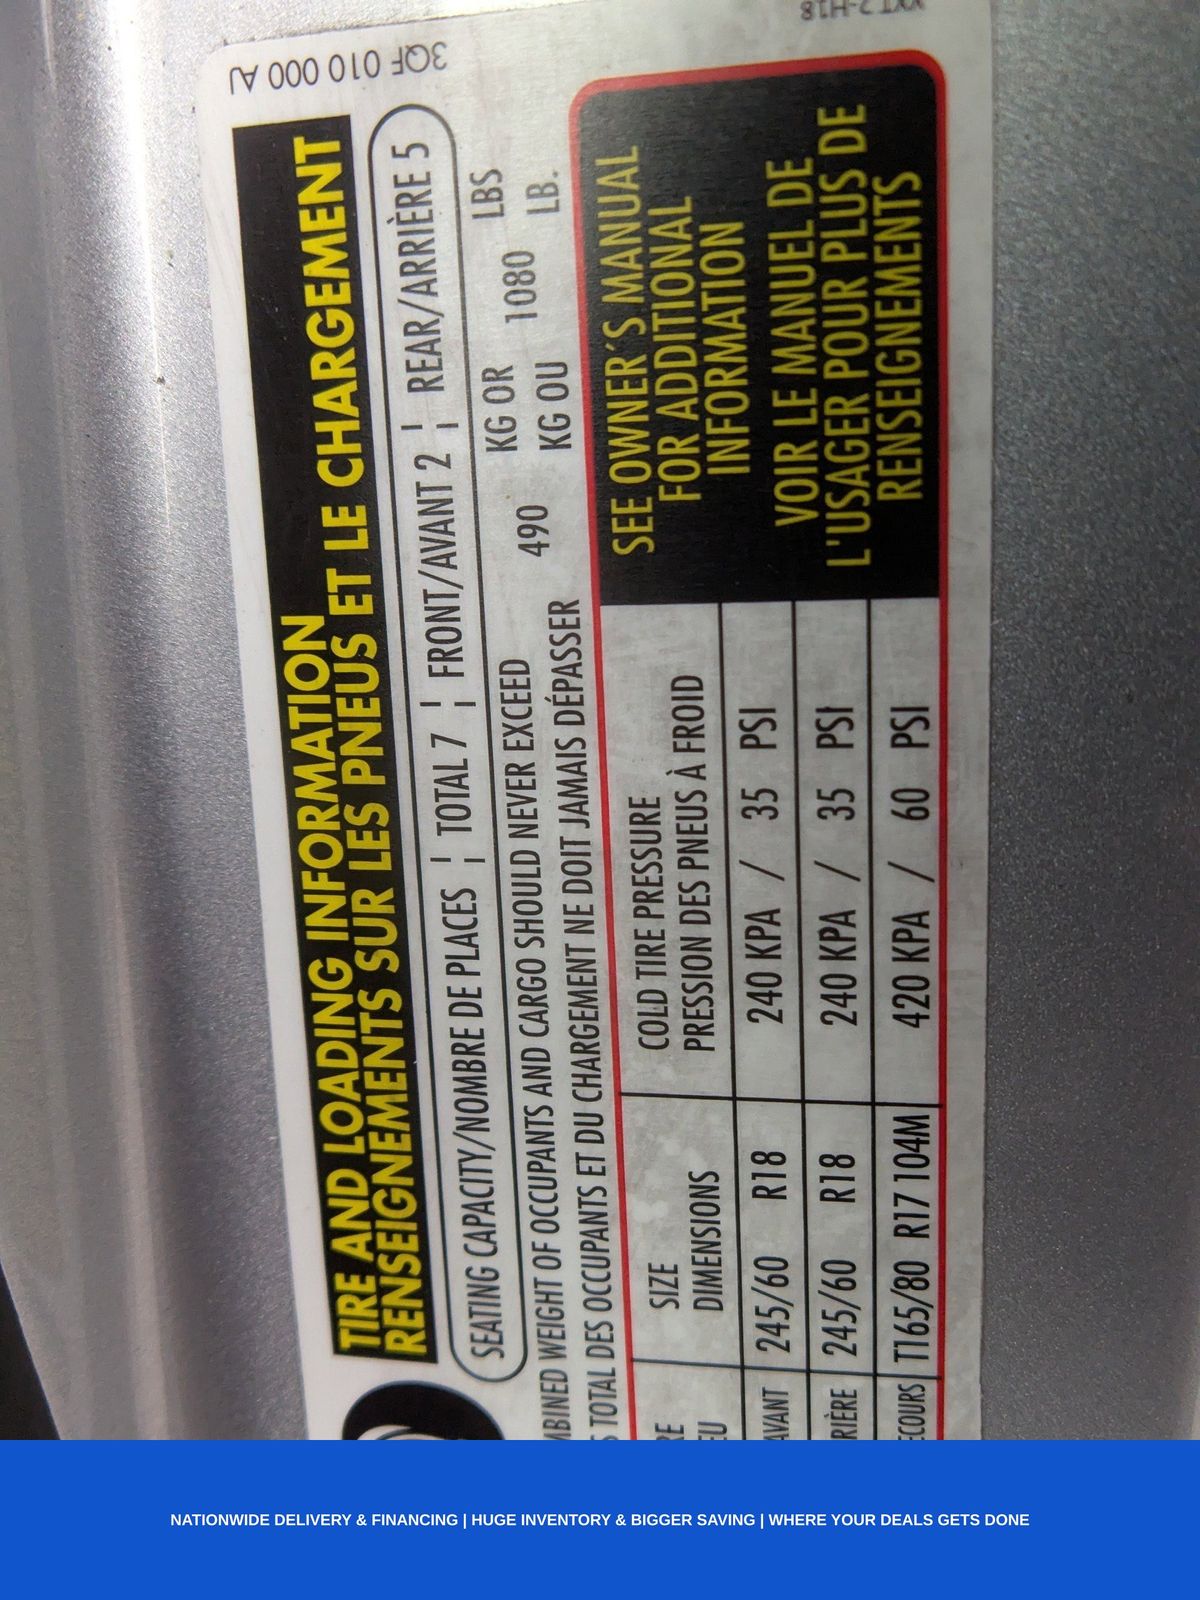 3QF 010 000 AJ
TIRE AND LOADING INFORMATION
RENSEIGNEMENTS SUR LES PNEUS ET LE CHARGEMENT
SEATING CAPACITY/NOMBRE DE PLACES ¦ TOTAL 7 ¦ FRONT/AVANT 2 ¦ REAR/ARRIÈRE 5
MBINED WEIGHT OF OCCUPANTS AND CARGO SHOULD NEVER EXCEED 490 KG OR 1080 LBS
S TOTAL DES OCCUPANTS ET DU CHARGEMENT NE DOIT JAMAIS DÉPASSER KG OU LB.
RE SIZE COLD TIRE PRESSURE
EU DIMENSIONS PRESSION DES PNEUS À FROID
AVANT 245/60 R18 240 KPA / 35 PSI
RIÈRE 245/60 R18 240 KPA / 35 PSI
ECOURS T165/80 R17 104M 420 KPA / 60 PSI
SEE OWNER'S MANUAL
FOR ADDITIONAL
INFORMATION
VOIR LE MANUEL DE
L'USAGER POUR PLUS DE
RENSEIGNEMENTS
NATIONWIDE DELIVERY & FINANCING | HUGE INVENTORY & BIGGER SAVING | WHERE YOUR DEALS GETS DONE